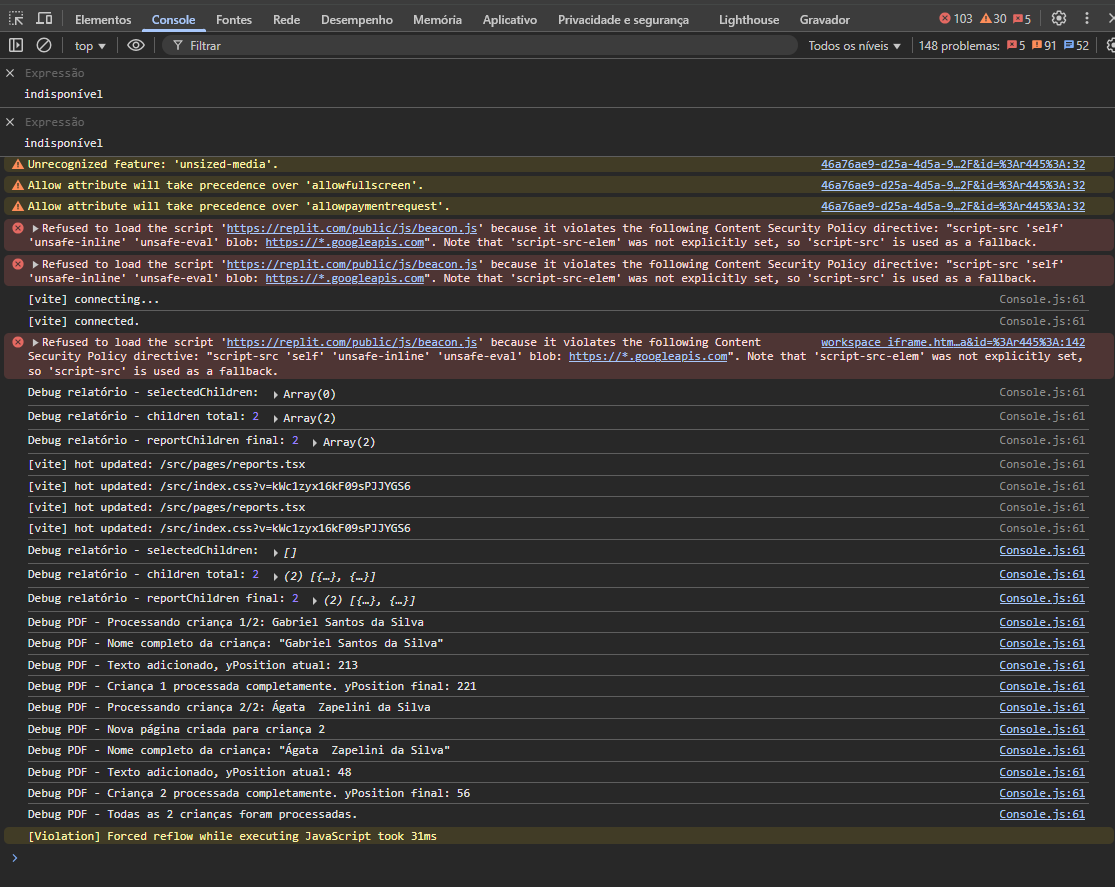 Elementos Console Fontes Rede Desempenho Memória Aplicativo Privacidade e segurança Lighthouse Gravador 103 30 5
top Filtrar Todos os níveis 148 problemas: 5 91 52
Expressão
indisponível
Expressão
indisponível
Unrecognized feature: 'unsized-media'. 46a76ae9-d25a-4d5a-9…2F&id=%3Ar445%3A:32
Allow attribute will take precedence over 'allowfullscreen'. 46a76ae9-d25a-4d5a-9…2F&id=%3Ar445%3A:32
Allow attribute will take precedence over 'allowpaymentrequest'. 46a76ae9-d25a-4d5a-9…2F&id=%3Ar445%3A:32
Refused to load the script 'https://replit.com/public/js/beacon.js' because it violates the following Content Security Policy directive: "script-src 'self'
'unsafe-inline' 'unsafe-eval' blob: https://*.googleapis.com". Note that 'script-src-elem' was not explicitly set, so 'script-src' is used as a fallback.
Refused to load the script 'https://replit.com/public/js/beacon.js' because it violates the following Content Security Policy directive: "script-src 'self'
'unsafe-inline' 'unsafe-eval' blob: https://*.googleapis.com". Note that 'script-src-elem' was not explicitly set, so 'script-src' is used as a fallback.
[vite] connecting... Console.js:61
[vite] connected. Console.js:61
Refused to load the script 'https://replit.com/public/js/beacon.js' because it violates the following Content workspace_iframe.htm…a&id=%3Ar445%3A:142
Security Policy directive: "script-src 'self' 'unsafe-inline' 'unsafe-eval' blob: https://*.googleapis.com". Note that 'script-src-elem' was not explicitly set,
so 'script-src' is used as a fallback.
Debug relatório - selectedChildren: Array(0) Console.js:61
Debug relatório - children total: 2 Array(2) Console.js:61
Debug relatório - reportChildren final: 2 Array(2) Console.js:61
[vite] hot updated: /src/pages/reports.tsx Console.js:61
[vite] hot updated: /src/index.css?v=kWc1zyx16kF09sPJJYGS6 Console.js:61
[vite] hot updated: /src/pages/reports.tsx Console.js:61
[vite] hot updated: /src/index.css?v=kWc1zyx16kF09sPJJYGS6 Console.js:61
Debug relatório - selectedChildren: [] Console.js:61
Debug relatório - children total: 2 (2) [{…}, {…}] Console.js:61
Debug relatório - reportChildren final: 2 (2) [{…}, {…}] Console.js:61
Debug PDF - Processando criança 1/2: Gabriel Santos da Silva Console.js:61
Debug PDF - Nome completo da criança: "Gabriel Santos da Silva" Console.js:61
Debug PDF - Texto adicionado, yPosition atual: 213 Console.js:61
Debug PDF - Criança 1 processada completamente. yPosition final: 221 Console.js:61
Debug PDF - Processando criança 2/2: Ágata  Zapelini da Silva Console.js:61
Debug PDF - Nova página criada para criança 2 Console.js:61
Debug PDF - Nome completo da criança: "Ágata  Zapelini da Silva" Console.js:61
Debug PDF - Texto adicionado, yPosition atual: 48 Console.js:61
Debug PDF - Criança 2 processada completamente. yPosition final: 56 Console.js:61
Debug PDF - Todas as 2 crianças foram processadas. Console.js:61
[Violation] Forced reflow while executing JavaScript took 31ms